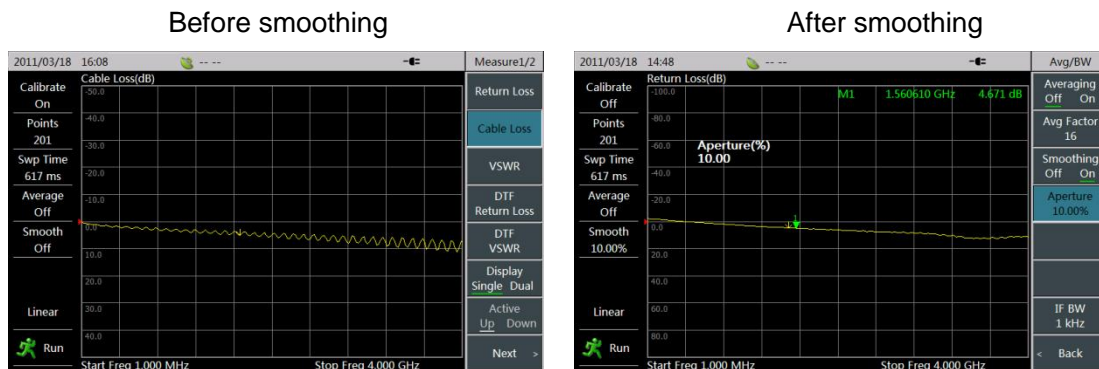 Before smoothing
2011/03/18 16:08 -- -- Measure1/2
Calibrate
On
Points
201
Swp Time
617 ms
Average
Off
Smooth
Off
Linear
Run
Cable Loss(dB)
-50.0
-40.0
-30.0
-20.0
-10.0
0.0
10.0
20.0
30.0
40.0
1
Start Freq 1.000 MHz Stop Freq 4.000 GHz
Return Loss
Cable Loss
VSWR
DTF
Return Loss
DTF
VSWR
Display
Single Dual
Active
Up Down
Next >
After smoothing
2011/03/18 14:48 -- -- Avg/BW
Calibrate
Off
Points
201
Swp Time
617 ms
Average
Off
Smooth
10.00%
Linear
Run
Return Loss(dB)
-100.0
M1 1.560610 GHz 4.671 dB
-80.0
-60.0
Aperture(%)
10.00
-40.0
-20.0
0.0
1
1
20.0
40.0
60.0
80.0
Start Freq 1.000 MHz Stop Freq 4.000 GHz
Averaging
Off On
Avg Factor
16
Smoothing
Off On
Aperture
10.00%
IF BW
1 kHz
< Back